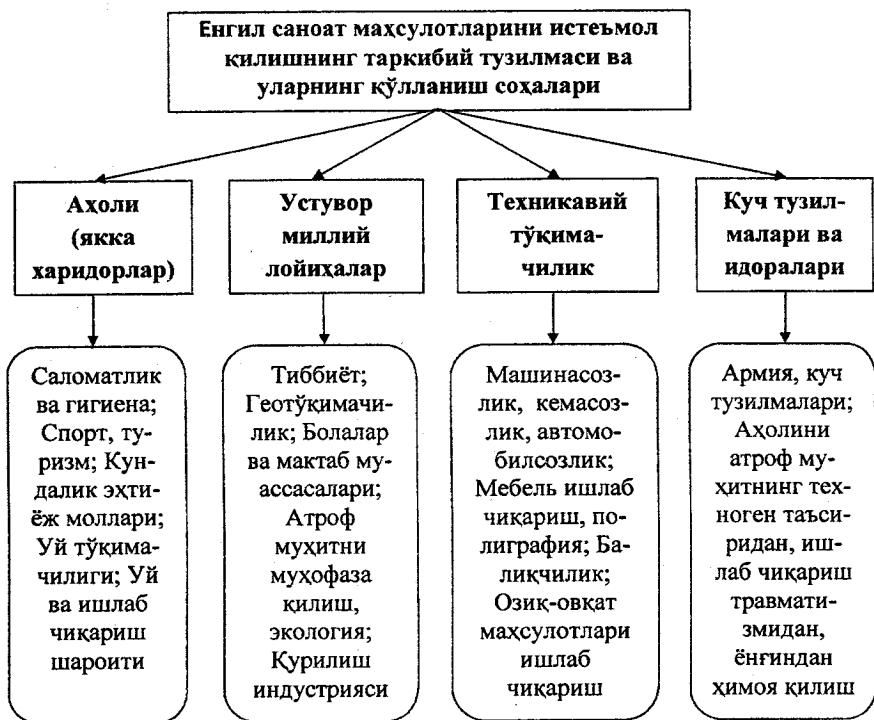 Енгил саноат маҳсулотларини истеъмол
қилишнинг таркибий тузилмаси ва
уларнинг қўлланиш соҳалари
Аҳоли
(якка
харидорлар)
Устувор
миллий
лойиҳалар
Техникавий
тўқима-
чилик
Куч тузил-
малари ва
идоралари
Саломатлик
ва гигиена;
Спорт, ту-
ризм; Кун-
далик эҳти-
ёж моллари;
Уй тўқима-
чилиги; Уй
ва ишлаб
чиқариш
шароити
Тиббиёт;
Геотўқимачи-
лик; Болалар
ва мактаб му-
ассасалари;
Атроф
муҳитни
муҳофаза
қилиш,
экология;
Қурилиш
индустрияси
Машинасоз-
лик, кемасоз-
лик, автомо-
билсозлик;
Мебель ишлаб
чиқариш, по-
лиграфия; Ба-
лиқчилик;
Озиқ-овқат
маҳсулотлари
ишлаб
чиқариш
Армия, куч
тузилмалари;
Аҳолини
атроф му-
ҳитнинг тех-
ноген таъси-
ридан, иш-
лаб чиқариш
травмати-
змидан,
ёнғиндан
ҳимоя қилиш